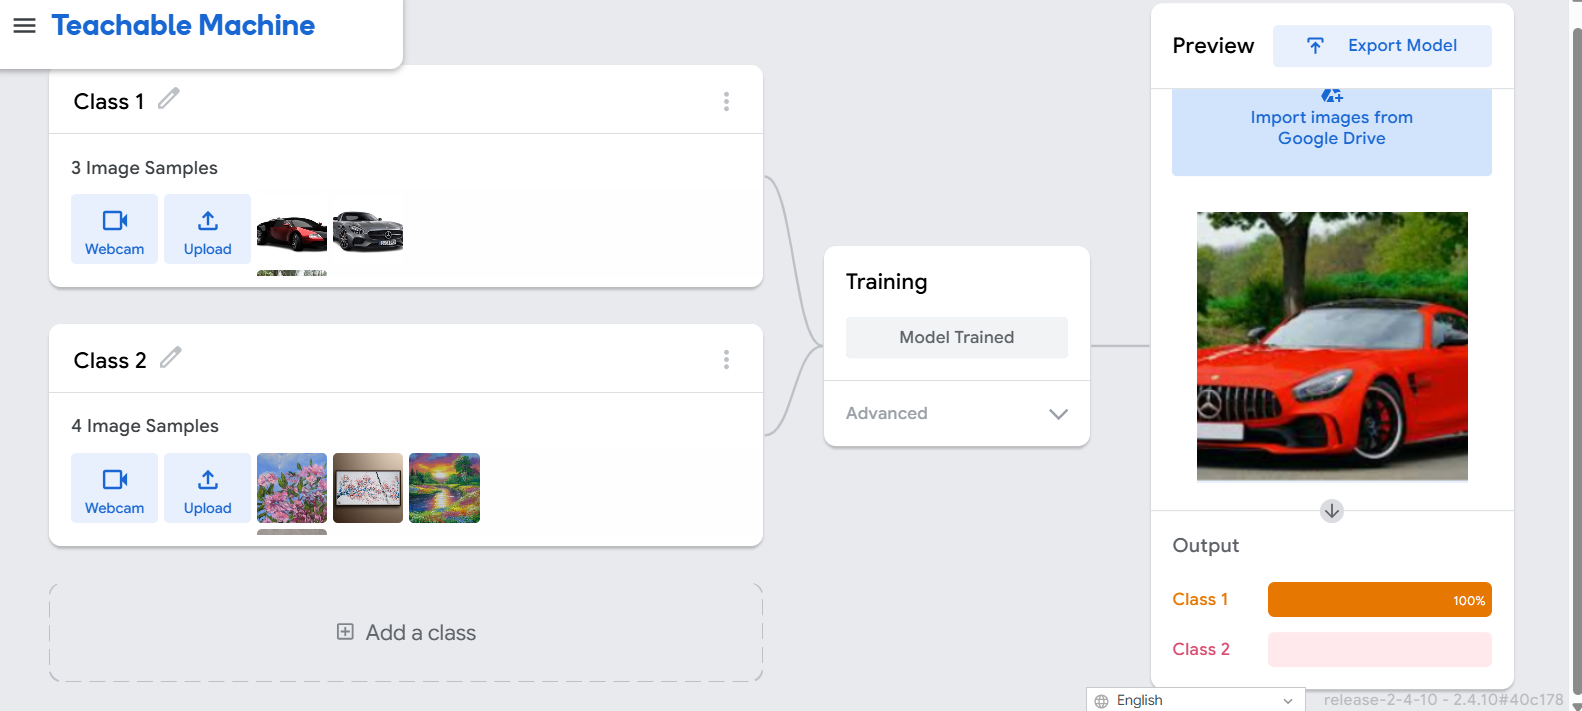 Teachable Machine
Class 1
3 Image Samples
Webcam
Upload
Class 2
4 Image Samples
Webcam
Upload
Add a class
Training
Model Trained
Advanced
Preview
Export Model
Import images from
Google Drive
Output
Class 1
100%
Class 2
English
release-2-4-10 - 2.4.10#40c178